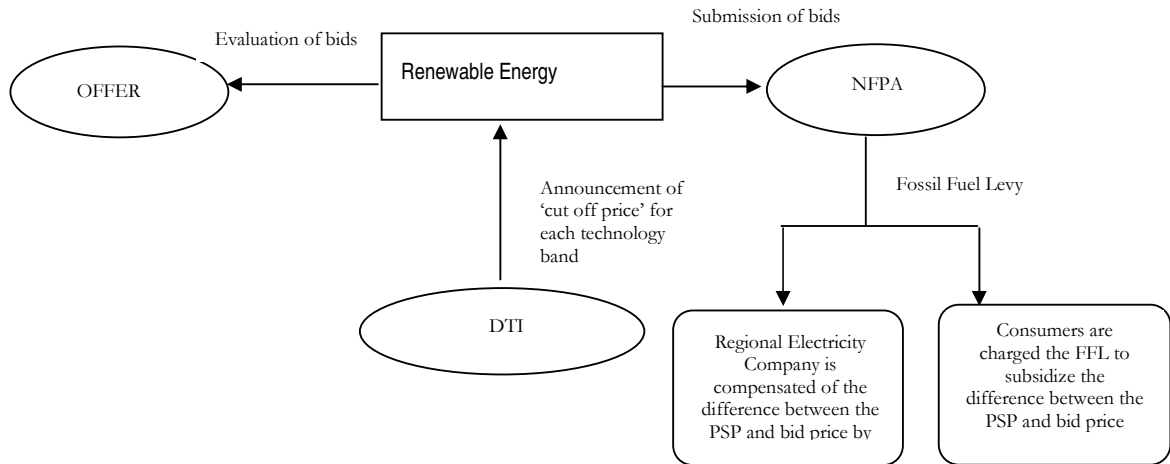 Submission of bids
Evaluation of bids
Renewable Energy
OFFER
NFPA
Announcement of
‘cut off price’ for
each technology
band
Fossil Fuel Levy
DTI
Regional Electricity
Company is
compensated of the
difference between the
PSP and bid price by
Consumers are
charged the FFL to
subsidize the
difference between the
PSP and bid price